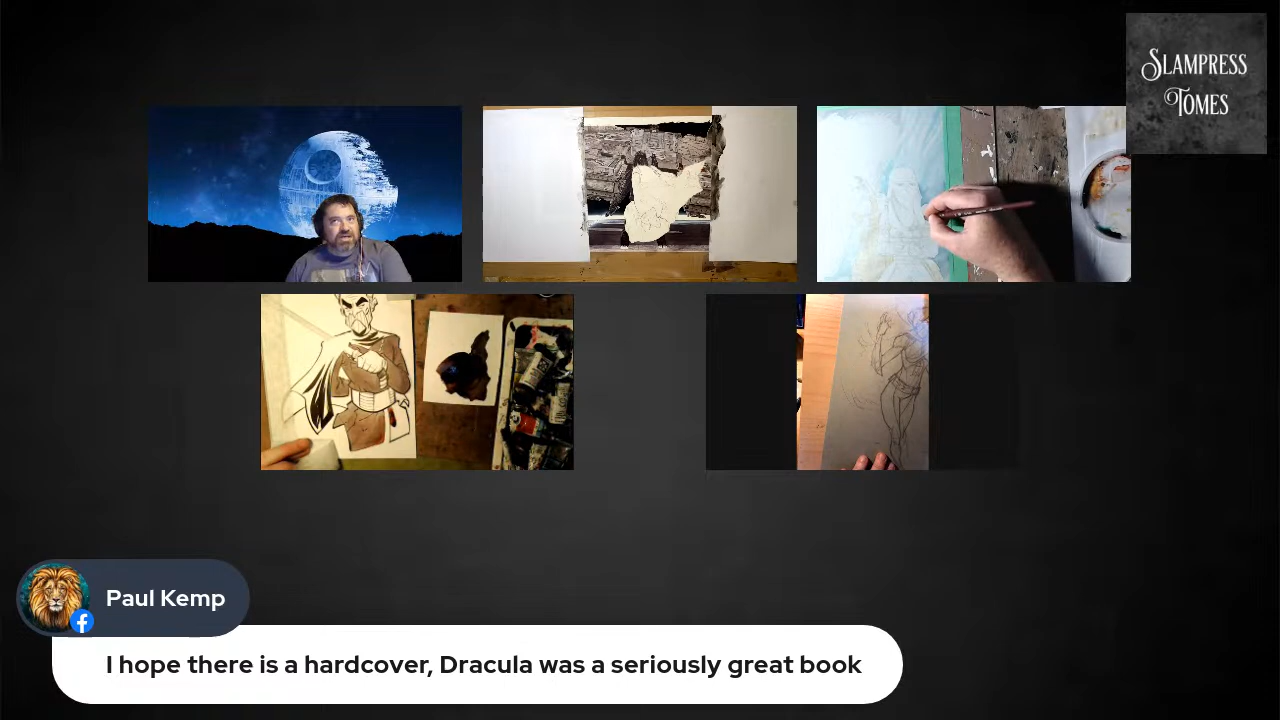 SLAMPRESS
TOMES
Paul Kemp
I hope there is a hardcover, Dracula was a seriously great book